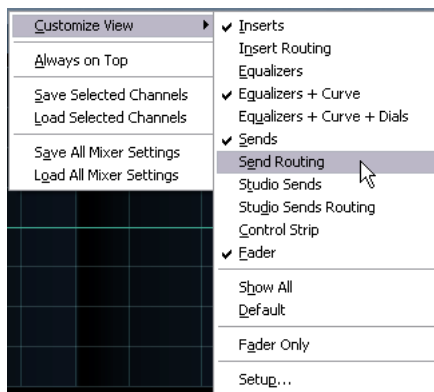 Customize View
Always on Top
Save Selected Channels
Load Selected Channels
Save All Mixer Settings
Load All Mixer Settings
Inserts
Insert Routing
Equalizers
Equalizers + Curve
Equalizers + Curve + Dials
Sends
Send Routing
Studio Sends
Studio Sends Routing
Control Strip
Fader
Show All
Default
Fader Only
Setup...